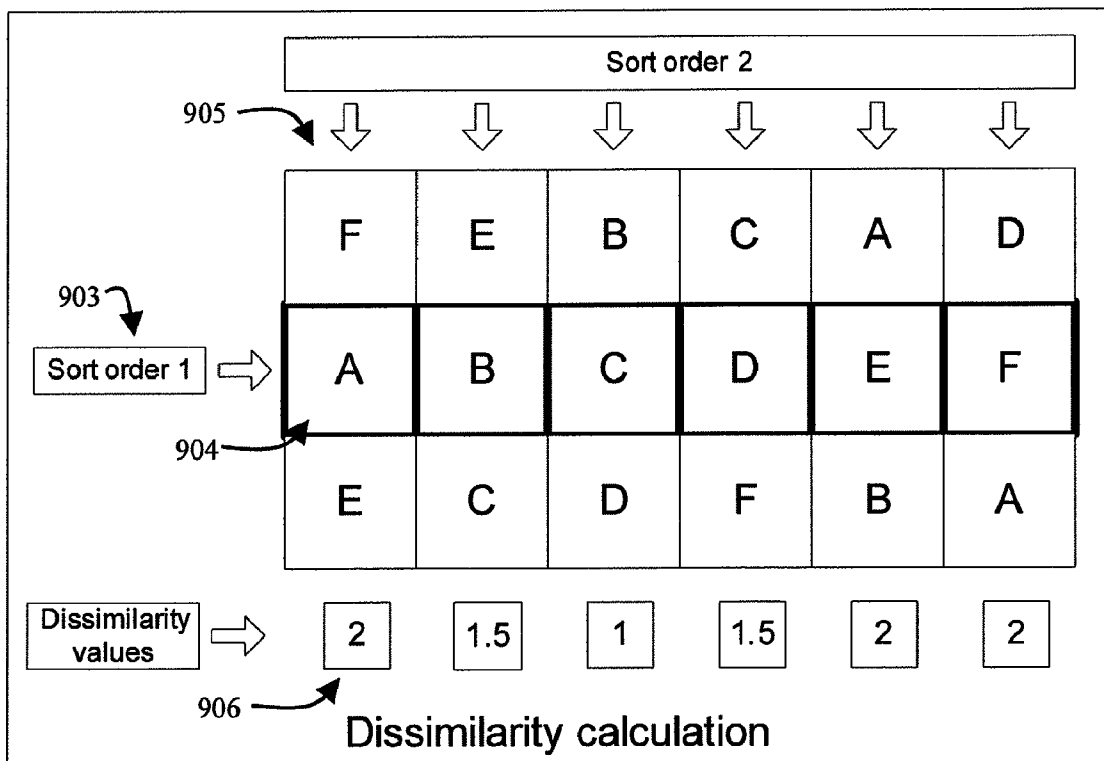 Sort order 2
905
F E B C A D
903
Sort order 1
A B C D E F
904
E C D F B A
Dissimilarity
values
2 1.5 1 1.5 2 2
906
Dissimilarity calculation